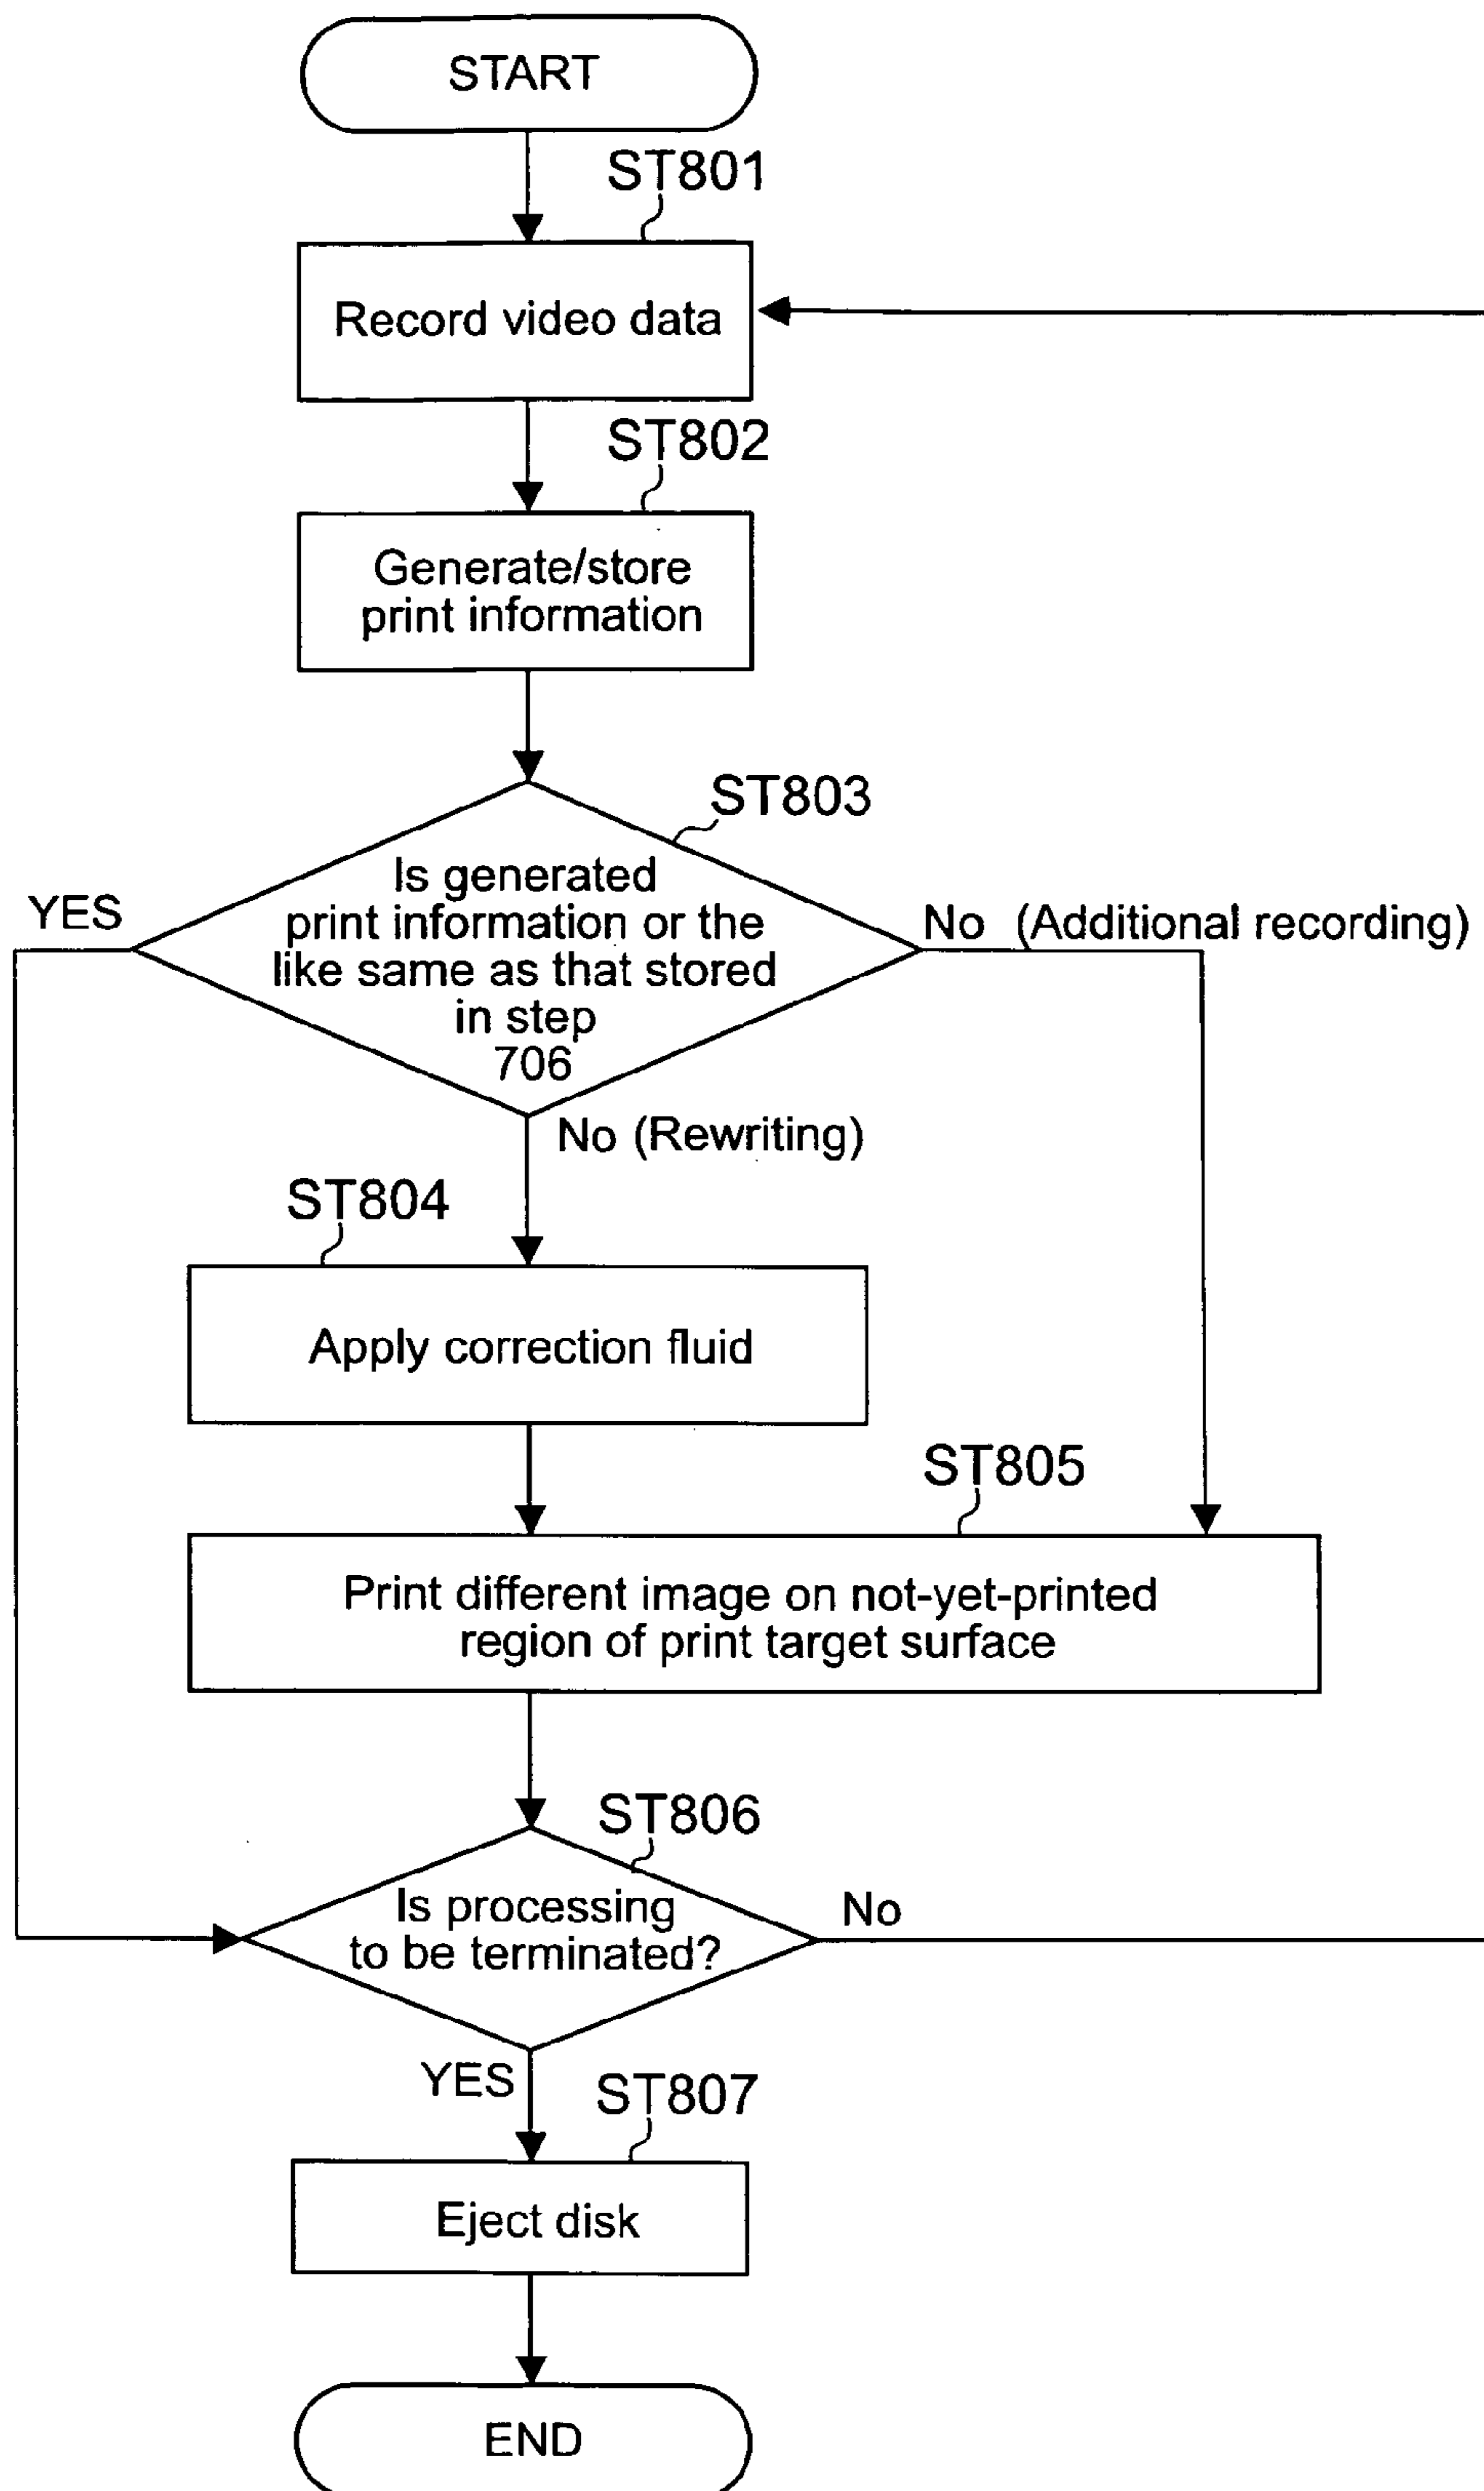 START
ST801
Record video data
ST802
Generate/store
print information
ST803
Is generated
print information or the
like same as that stored
in step
706
YES
No (Additional recording)
No (Rewriting)
ST804
Apply correction fluid
ST805
Print different image on not-yet-printed
region of print target surface
ST806
Is processing
to be terminated?
No
YES
ST807
Eject disk
END